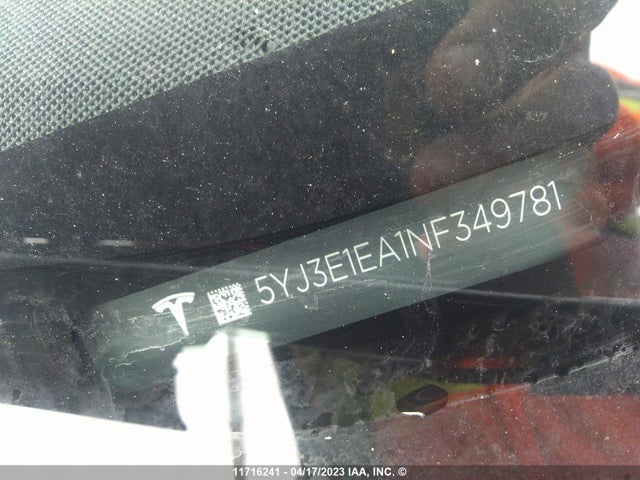 5YJ3E1EA1NF349781
11716241 - 04/17/2023 IAA, INC. ©